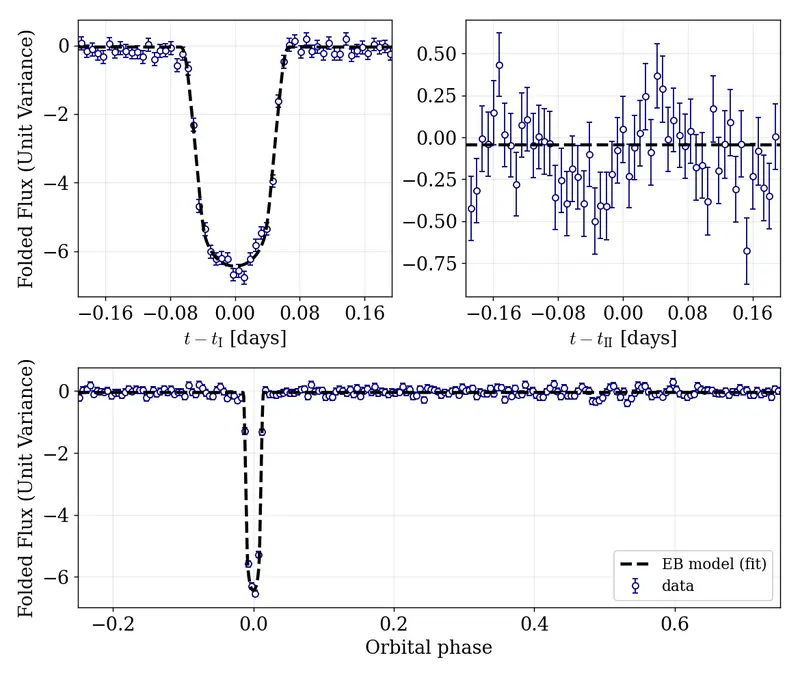 Folded Flux (Unit Variance)
0
−2
−4
−6
−0.16 −0.08 0.00 0.08 0.16
t − tI [days]
0.50
0.25
0.00
−0.25
−0.50
−0.75
−0.16 −0.08 0.00 0.08 0.16
t − tII [days]
Folded Flux (Unit Variance)
0
−2
−4
−6
EB model (fit)
data
−0.2 0.0 0.2 0.4 0.6
Orbital phase